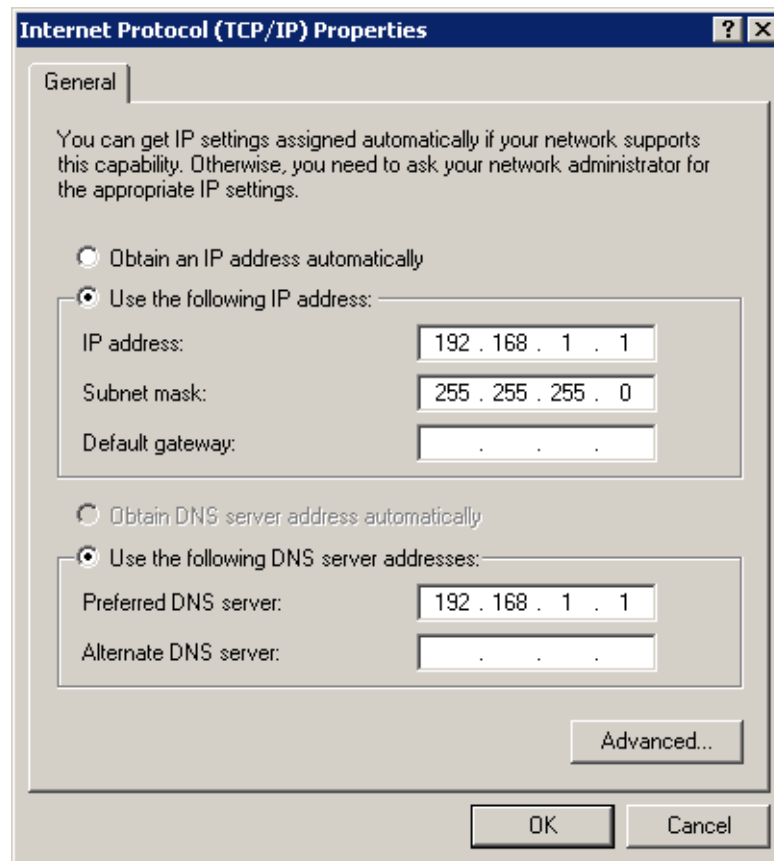 Internet Protocol (TCP/IP) Properties
General
You can get IP settings assigned automatically if your network supports
this capability. Otherwise, you need to ask your network administrator for
the appropriate IP settings.
Obtain an IP address automatically
Use the following IP address:
IP address: 192 . 168 . 1 . 1
Subnet mask: 255 . 255 . 255 . 0
Default gateway: . . .
Obtain DNS server address automatically
Use the following DNS server addresses:
Preferred DNS server: 192 . 168 . 1 . 1
Alternate DNS server: . . .
Advanced...
OK Cancel